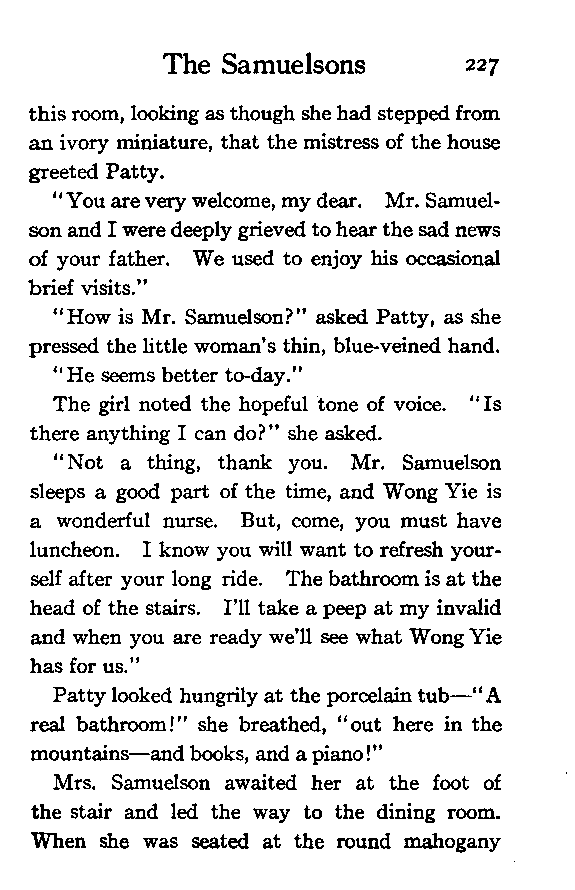 The Samuelsons 227
this room, looking as though she had stepped from
an ivory miniature, that the mistress of the house
greeted Patty.
"You are very welcome, my dear. Mr. Samuel-
son and I were deeply grieved to hear the sad news
of your father. We used to enjoy his occasional
brief visits."
"How is Mr. Samuelson?" asked Patty, as she
pressed the little woman's thin, blue-veined hand.
"He seems better to-day."
The girl noted the hopeful tone of voice. "Is
there anything I can do?" she asked.
"Not a thing, thank you. Mr. Samuelson
sleeps a good part of the time, and Wong Yie is
a wonderful nurse. But, come, you must have
luncheon. I know you will want to refresh your-
self after your long ride. The bathroom is at the
head of the stairs. I'll take a peep at my invalid
and when you are ready we'll see what Wong Yie
has for us."
Patty looked hungrily at the porcelain tub—"A
real bathroom!" she breathed, "out here in the
mountains—and books, and a piano!"
Mrs. Samuelson awaited her at the foot of
the stair and led the way to the dining room.
When she was seated at the round mahogany